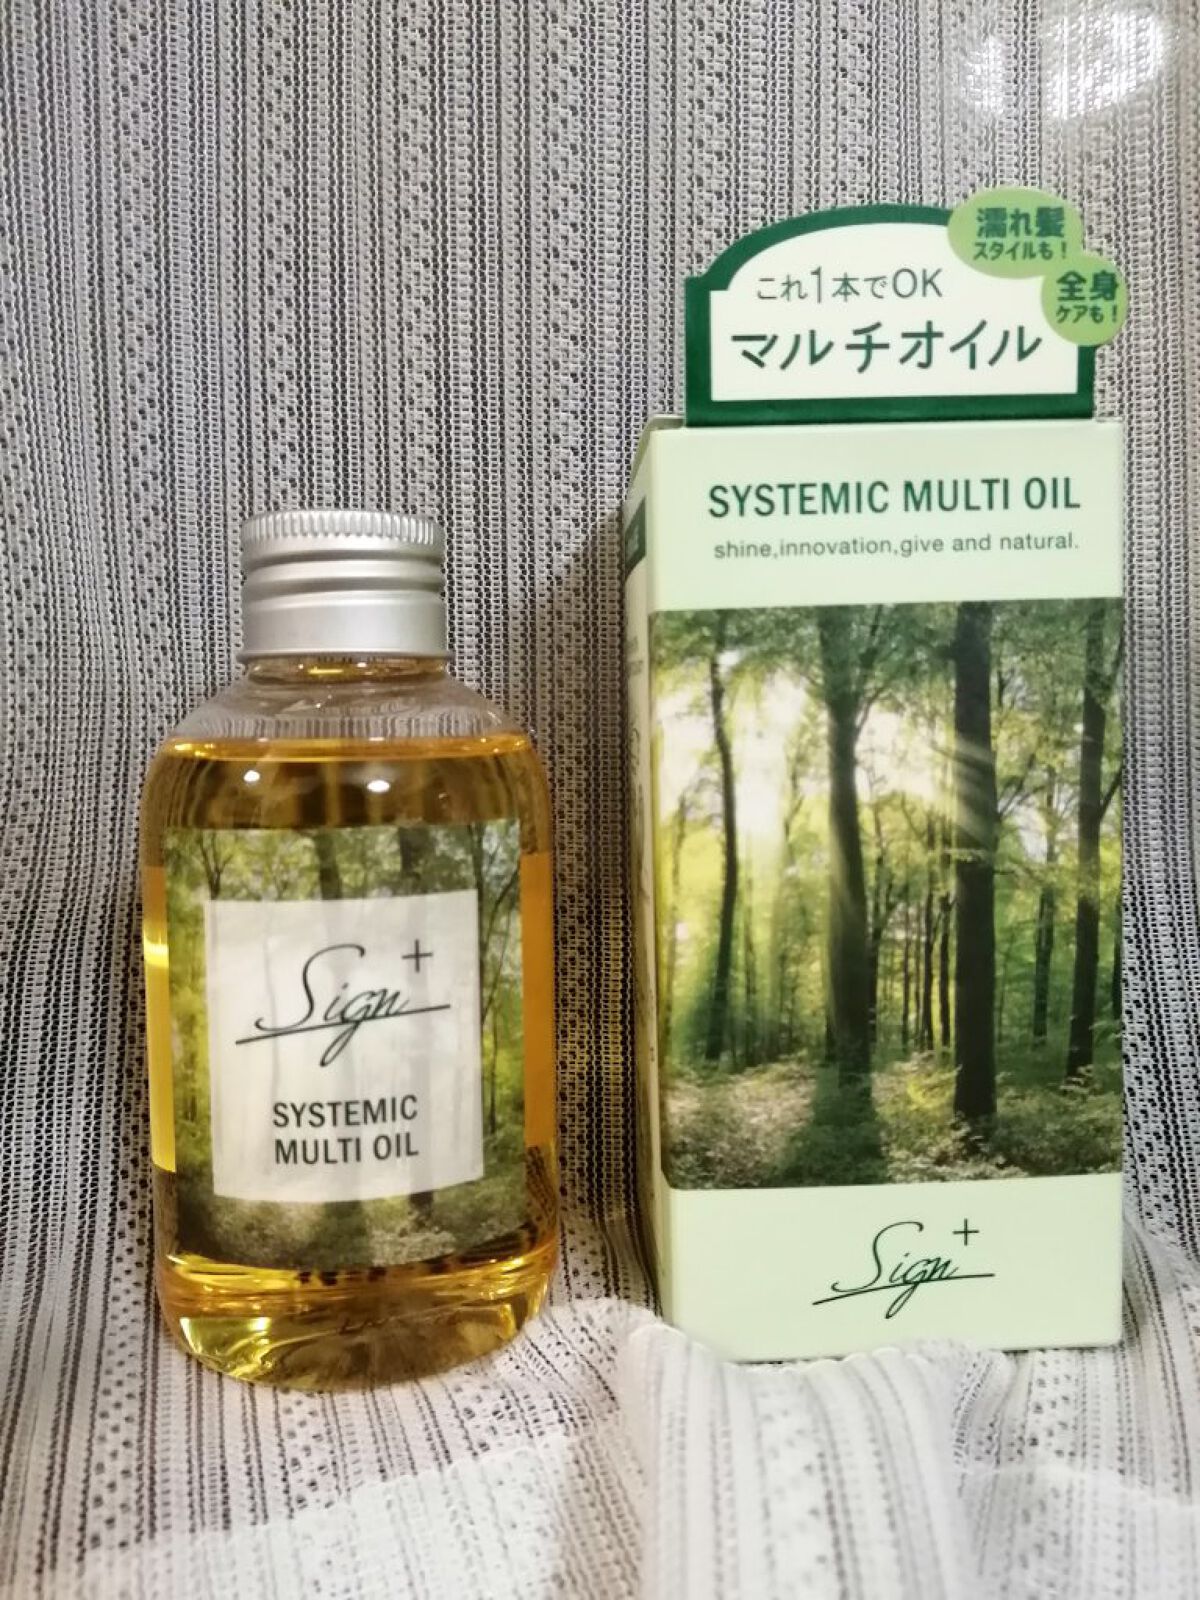 濡れ髪
スタイルも!
全身
ケアも!
これ1本でOK
マルチオイル
SYSTEMIC MULTI OIL
shine,innovation,give and natural.
Sign+
Sign+
SYSTEMIC
MULTI OIL